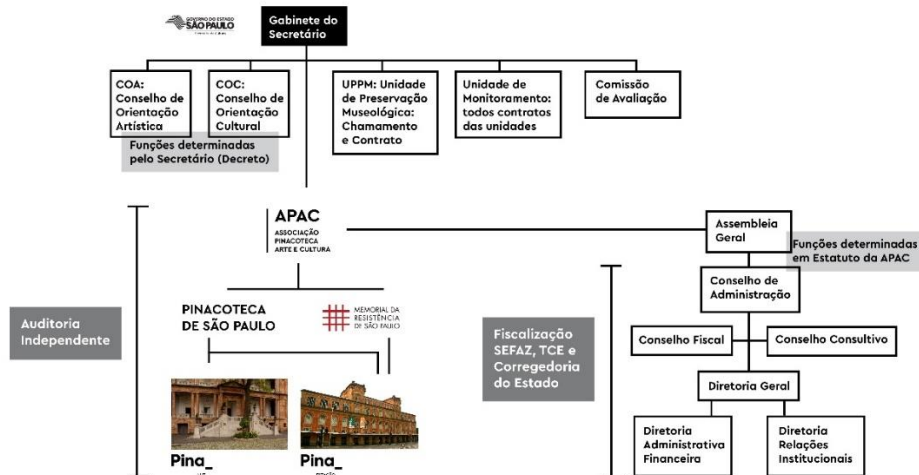 GOVERNO DO ESTADO
SÃO PAULO
Gabinete do
Secretário
COA:
Conselho de
Orientação
Artística
COC:
Conselho de
Orientação
Cultural
UPPM: Unidade
de Preservação
Museológica:
Chamamento
e Contrato
Unidade de
Monitoramento:
todos contratos
das unidades
Comissão
de Avaliação
Funções determinadas
pelo Secretário (Decreto)
APAC
ASSOCIAÇÃO
PINACOTECA
ARTE E CULTURA
Assembleia
Geral
Funções determinadas
em Estatuto da APAC
Conselho de
Administração
PINACOTECA
DE SÃO PAULO
MEMORIAL DA
RESISTÊNCIA
DE SÃO PAULO
Auditoria
Independente
Fiscalização
SEFAZ, TCE e
Corregedoria
do Estado
Conselho Fiscal
Conselho Consultivo
Diretoria Geral
Diretoria
Administrativa
Financeira
Diretoria
Relações
Institucionais
Pina_
Pina_